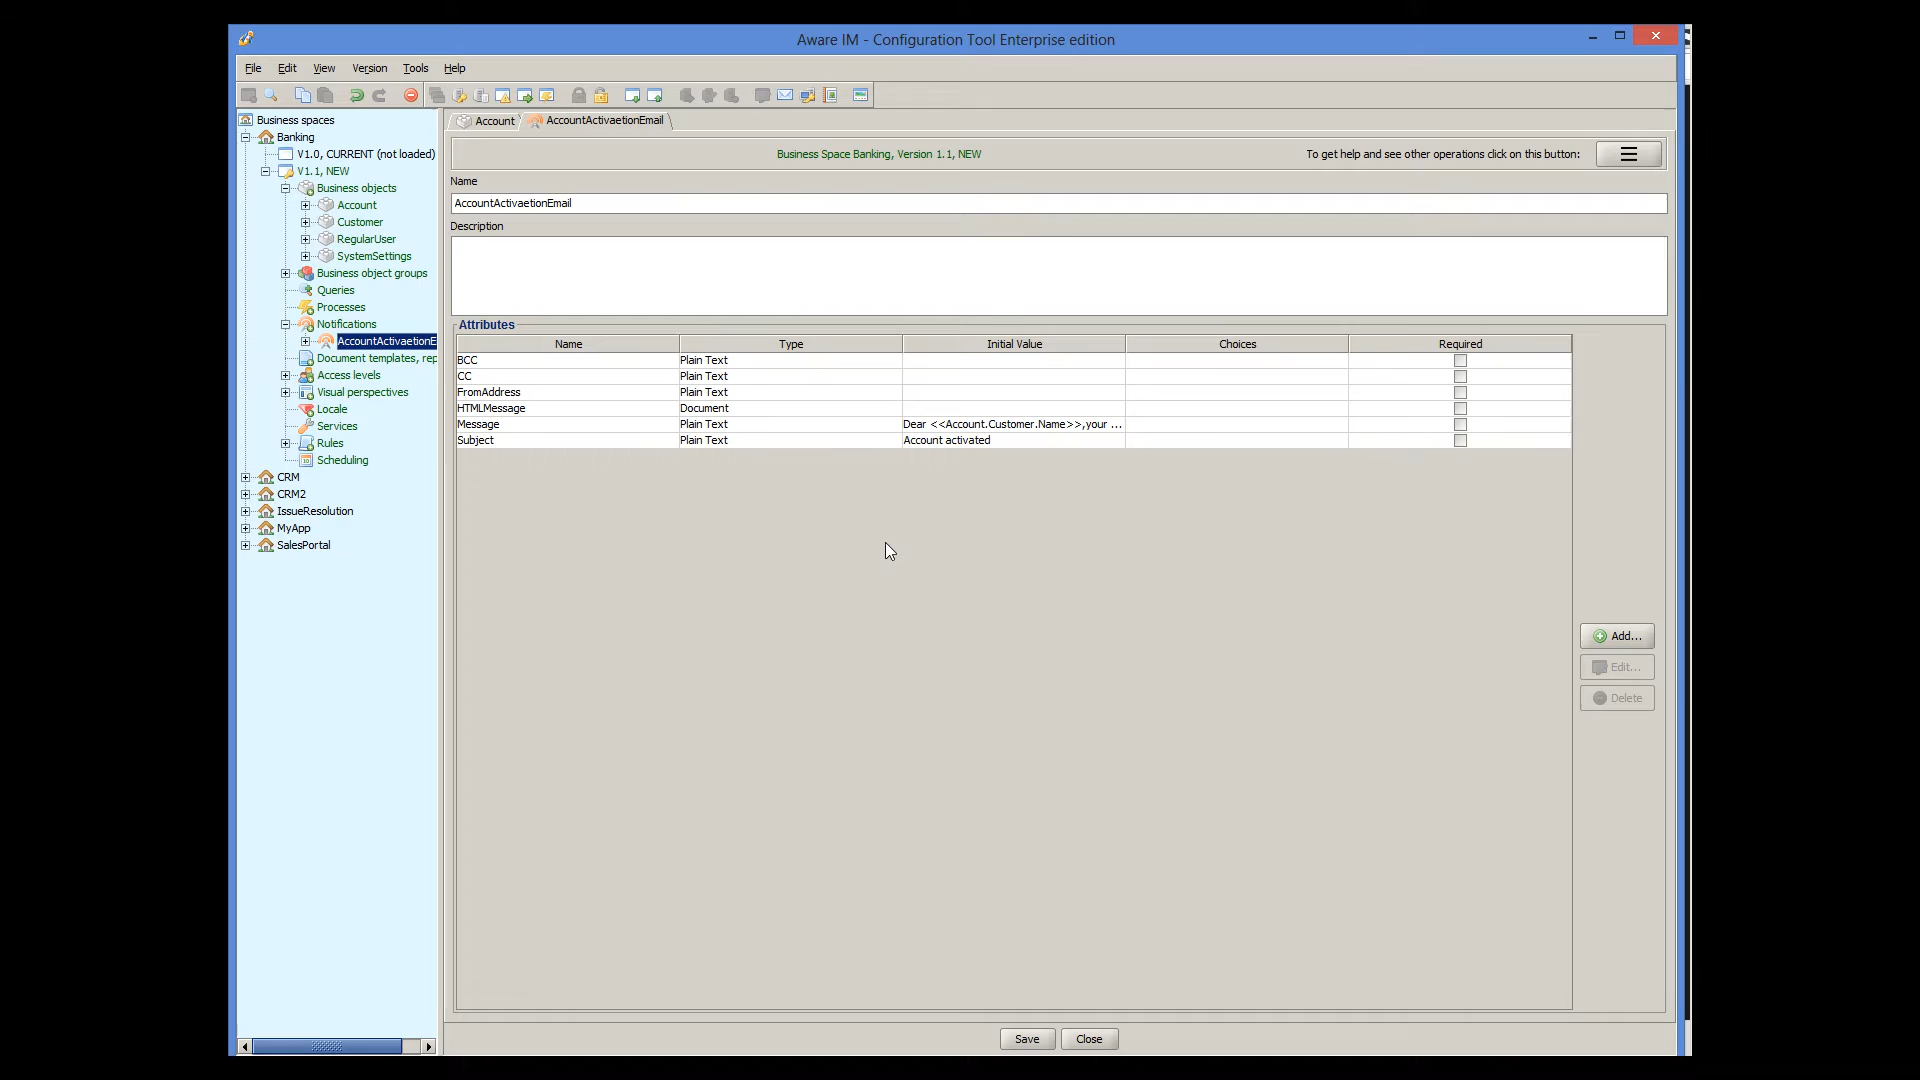 Aware IM - Configuration Tool Enterprise edition
File Edit View Version Tools Help
Business spaces
Banking
V1.0, CURRENT (not loaded)
V1.1, NEW
Business objects
Account
Customer
RegularUser
SystemSettings
Business object groups
Queries
Processes
Notifications
AccountActivaetionE
Document templates, rep
Access levels
Visual perspectives
Locale
Services
Rules
Scheduling
CRM
CRM2
IssueResolution
MyApp
SalesPortal
Account AccountActivaetionEmail
Business Space Banking, Version 1.1, NEW To get help and see other operations click on this button:
Name
AccountActivaetionEmail
Description
Attributes
Name Type Initial Value Choices Required
BCC Plain Text
CC Plain Text
FromAddress Plain Text
HTMLMessage Document
Message Plain Text Dear <<Account.Customer.Name>>,your ...
Subject Plain Text Account activated
Add...
Edit...
Delete
Save Close